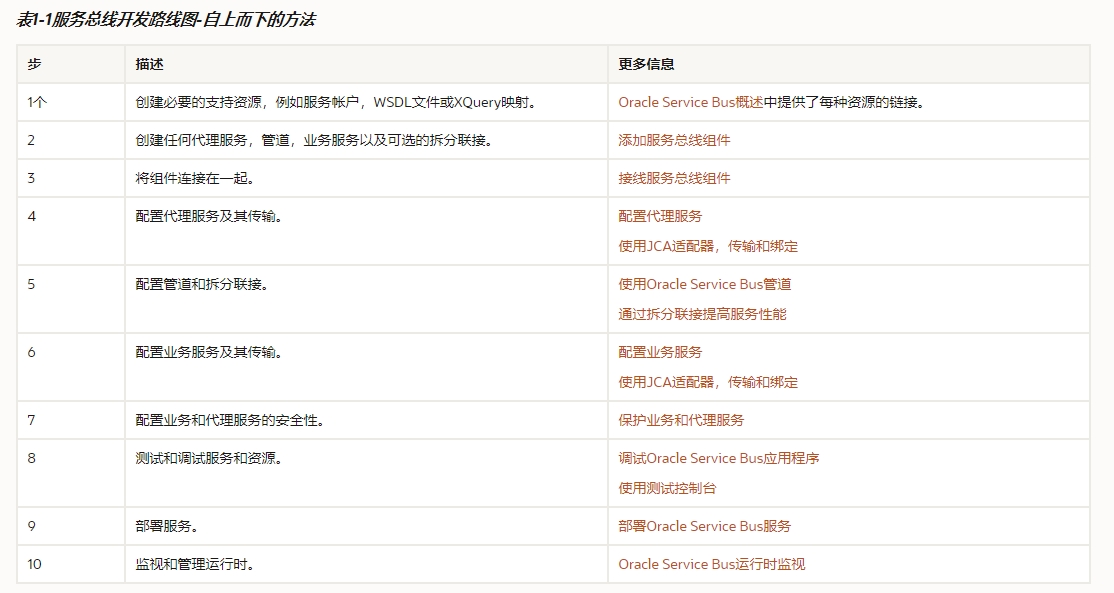 表1-1服务总线开发路线图-自上而下的方法
步 描述 更多信息
1个 创建必要的支持资源，例如服务帐户，WSDL文件或XQuery映射。 Oracle Service Bus概述中提供了每种资源的链接。
2 创建任何代理服务，管道，业务服务以及可选的拆分联接。 添加服务总线组件
3 将组件连接在一起。 接线服务总线组件
4 配置代理服务及其传输。 配置代理服务
使用JCA适配器，传输和绑定
5 配置管道和拆分联接。 使用Oracle Service Bus管道
通过拆分联接提高服务性能
6 配置业务服务及其传输。 配置业务服务
使用JCA适配器，传输和绑定
7 配置业务和代理服务的安全性。 保护业务和代理服务
8 测试和调试服务和资源。 调试Oracle Service Bus应用程序
使用测试控制台
9 部署服务。 部署Oracle Service Bus服务
10 监视和管理运行时。 Oracle Service Bus运行时监视